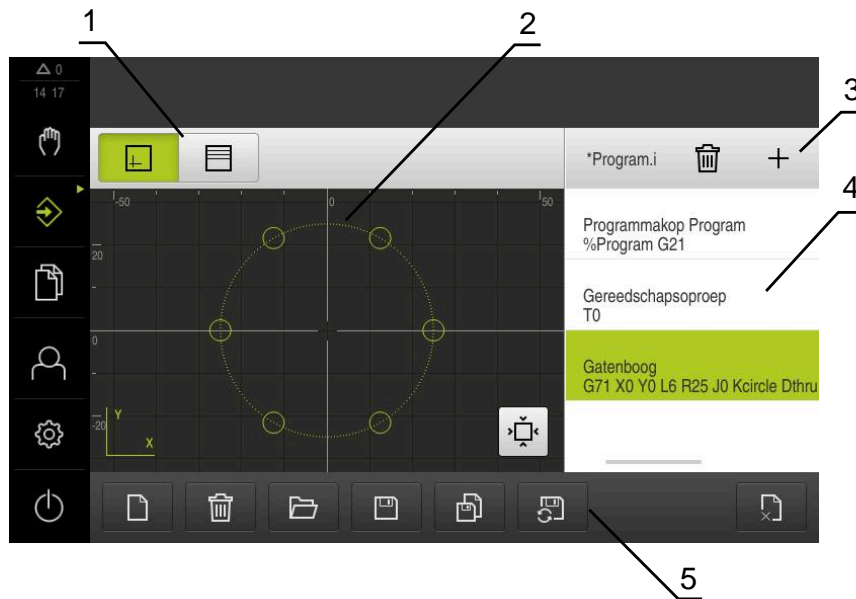 1
2
3
4
5
0
14 17
*Program.i
-50
0
50
20
0
-20
Y
X
Programmakop Program
%Program G21
Gereedschapsoproep
T0
Gatenboog
G71 X0 Y0 L6 R25 J0 Kcircle Dthru